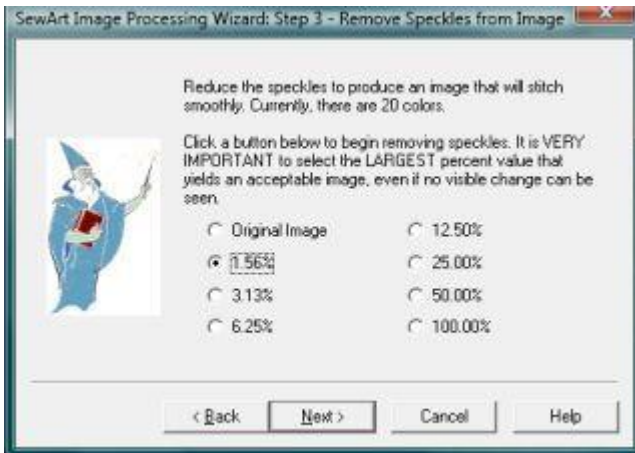 SewArt Image Processing Wizard: Step 3 - Remove Speckles from Image
Reduce the speckles to produce an image that will stitch
smoothly. Currently, there are 20 colors.
Click a button below to begin removing speckles. It is VERY
IMPORTANT to select the LARGEST percent value that
yields an acceptable image, even if no visible change can be
seen.
Original Image
12.50%
1.56%
25.00%
3.13%
50.00%
6.25%
100.00%
< Back
Next >
Cancel
Help